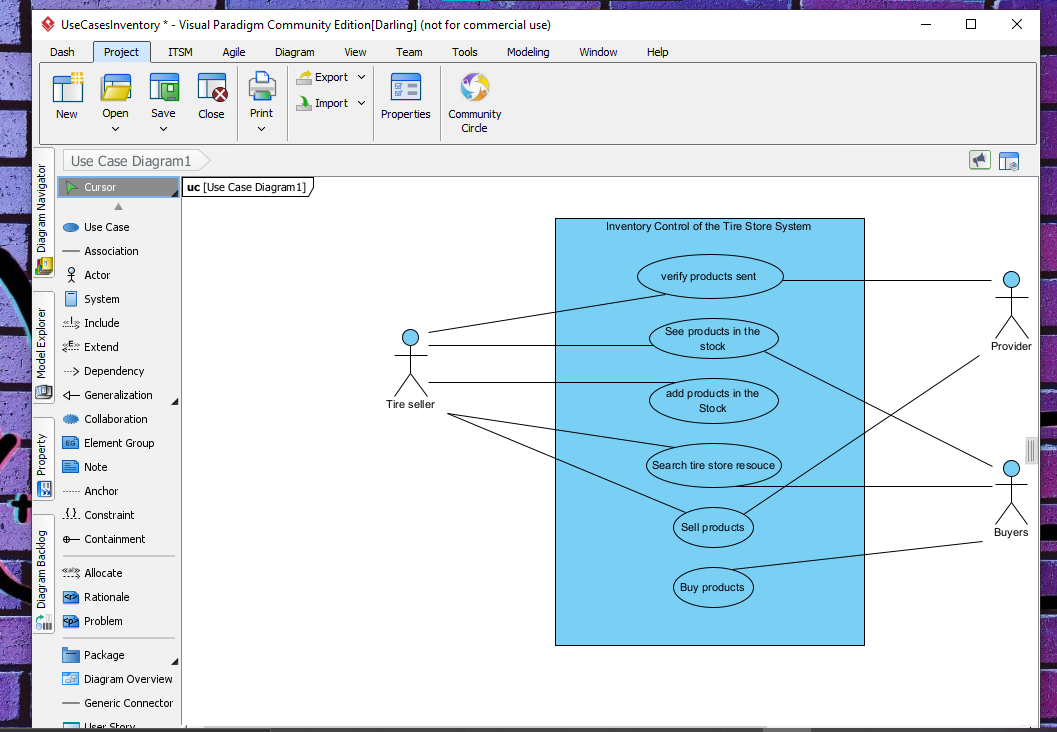 UseCasesInventory * - Visual Paradigm Community Edition[Darling] (not for commercial use)
Dash Project ITSM Agile Diagram View Team Tools Modeling Window Help
New Open Save Close Print Export Import Properties Community
Circle
Use Case Diagram1
Diagram Navigator
Model Explorer
Property
Diagram Backlog
Cursor
Use Case
Association
Actor
System
Include
Extend
Dependency
Generalization
Collaboration
EG Element Group
Note
Anchor
{} Constraint
Containment
Allocate
Rationale
Problem
Package
Diagram Overview
Generic Connector
User Story
uc [Use Case Diagram1]
Inventory Control of the Tire Store System
verify products sent
See products in the
stock
add products in the
Stock
Search tire store resouce
Sell products
Buy products
Tire seller
Provider
Buyers